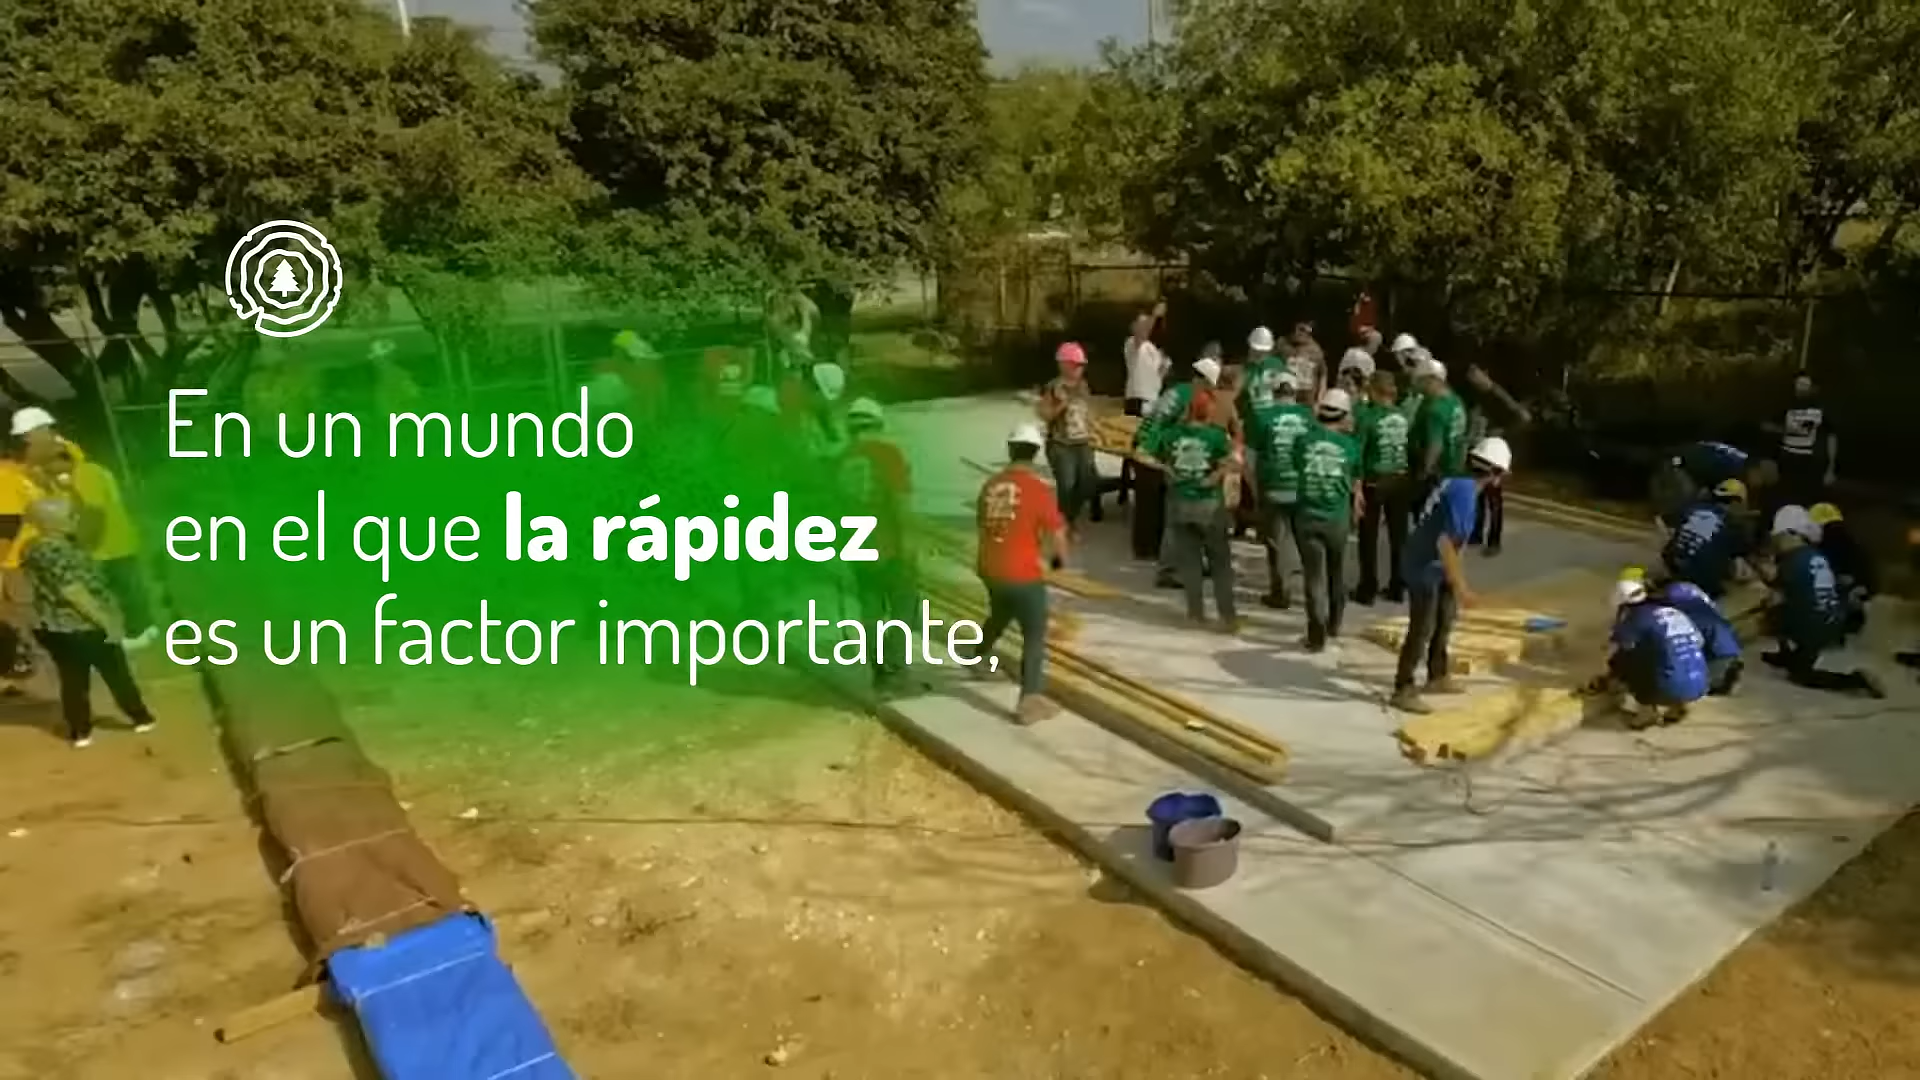 En un mundo
en el que la rápidez
es un factor importante,